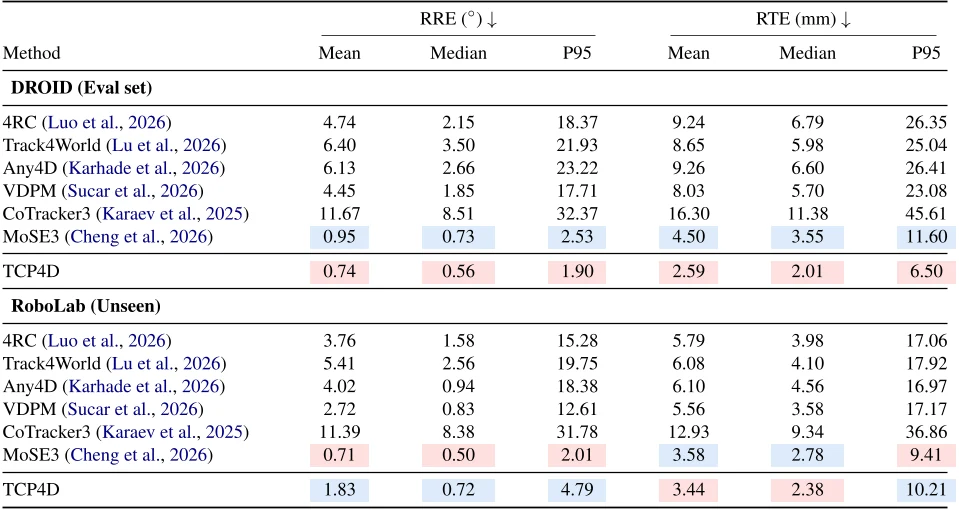 RRE (°) ↓ RTE (mm) ↓
Method Mean Median P95 Mean Median P95
DROID (Eval set)
4RC (Luo et al., 2026) 4.74 2.15 18.37 9.24 6.79 26.35
Track4World (Lu et al., 2026) 6.40 3.50 21.93 8.65 5.98 25.04
Any4D (Karhade et al., 2026) 6.13 2.66 23.22 9.26 6.60 26.41
VDPM (Sucar et al., 2026) 4.45 1.85 17.71 8.03 5.70 23.08
CoTracker3 (Karaev et al., 2025) 11.67 8.51 32.37 16.30 11.38 45.61
MoSE3 (Cheng et al., 2026) 0.95 0.73 2.53 4.50 3.55 11.60
TCP4D 0.74 0.56 1.90 2.59 2.01 6.50
RoboLab (Unseen)
4RC (Luo et al., 2026) 3.76 1.58 15.28 5.79 3.98 17.06
Track4World (Lu et al., 2026) 5.41 2.56 19.75 6.08 4.10 17.92
Any4D (Karhade et al., 2026) 4.02 0.94 18.38 6.10 4.56 16.97
VDPM (Sucar et al., 2026) 2.72 0.83 12.61 5.56 3.58 17.17
CoTracker3 (Karaev et al., 2025) 11.39 8.38 31.78 12.93 9.34 36.86
MoSE3 (Cheng et al., 2026) 0.71 0.50 2.01 3.58 2.78 9.41
TCP4D 1.83 0.72 4.79 3.44 2.38 10.21